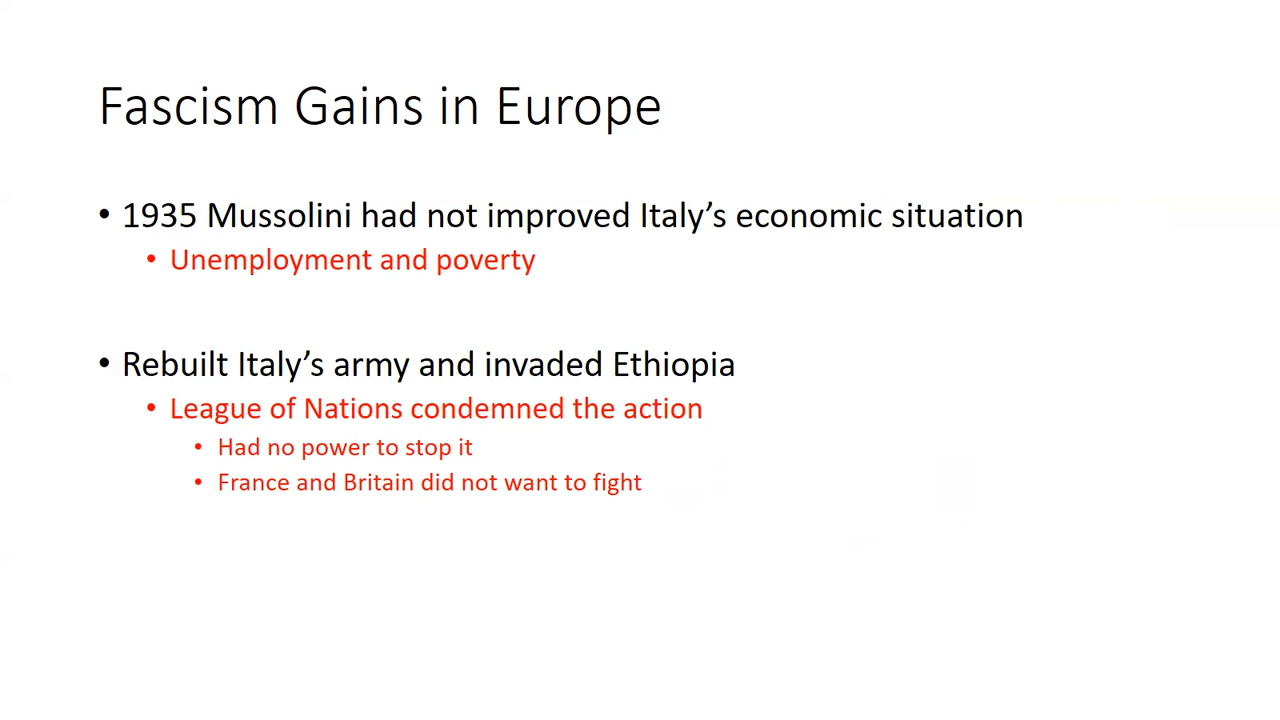 Fascism Gains in Europe
• 1935 Mussolini had not improved Italy’s economic situation
• Unemployment and poverty
• Rebuilt Italy’s army and invaded Ethiopia
• League of Nations condemned the action
• Had no power to stop it
• France and Britain did not want to fight